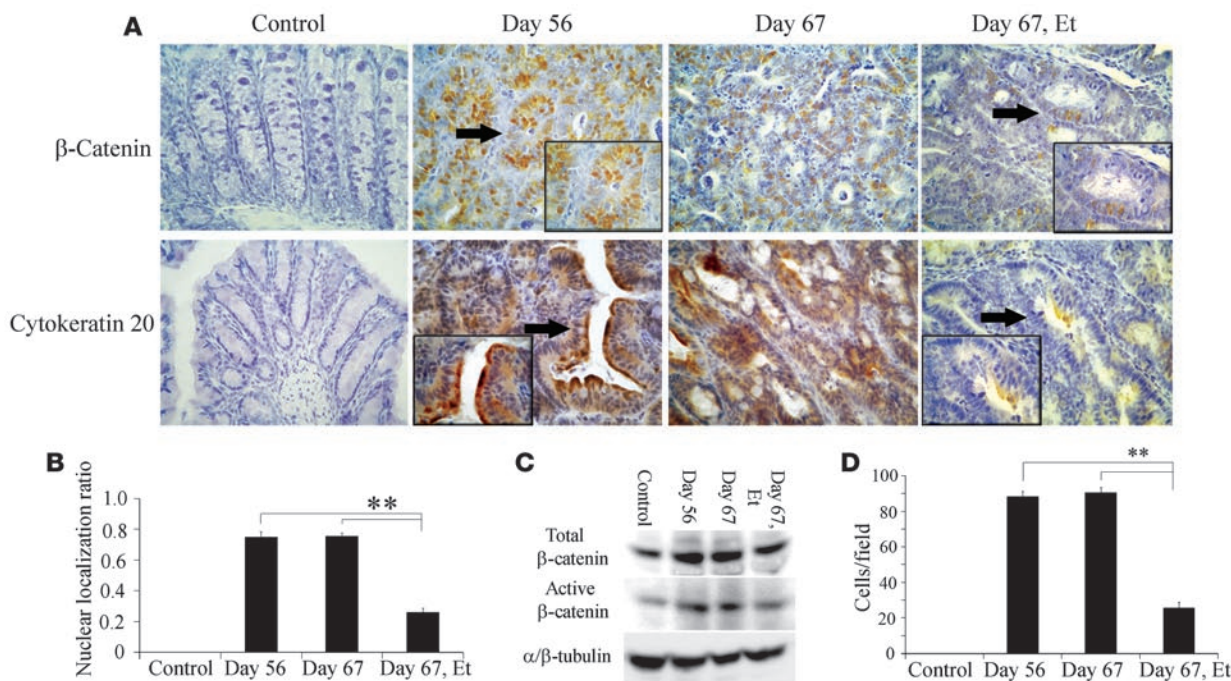 A
Control
Day 56
Day 67
Day 67, Et
β-Catenin
Cytokeratin 20
B
Nuclear localization ratio
1.0
0.8
0.6
0.4
0.2
0
**
Control
Day 56
Day 67
Day 67, Et
C
Control
Day 56
Day 67
Day 67,
Et
Total
β-catenin
Active
β-catenin
α/β-tubulin
D
Cells/field
100
80
60
40
20
0
**
Control
Day 56
Day 67
Day 67, Et